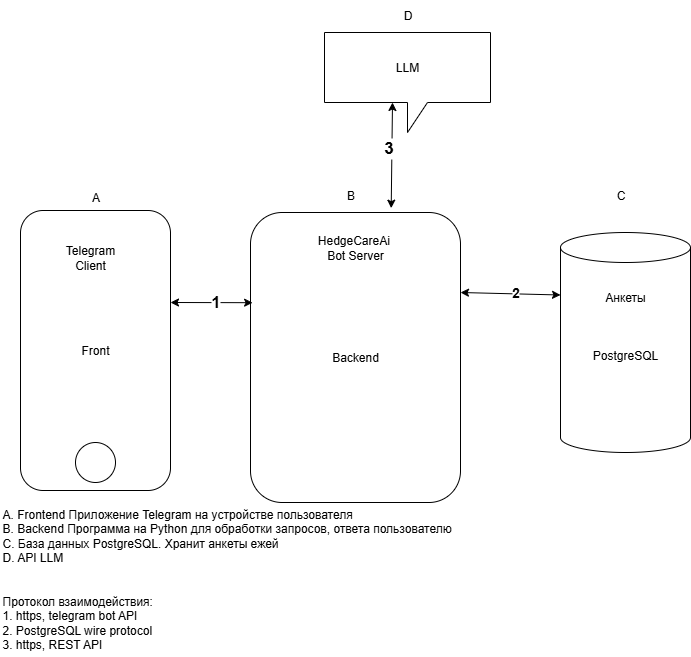 D
LLM
3
A
B
C
Telegram
Client
HedgeCareAi
Bot Server
Анкеты
1
2
Front
Backend
PostgreSQL
A. Frontend Приложение Telegram на устройстве пользователя
B. Backend Программа на Python для обработки запросов, ответа пользователю
C. База данных PostgreSQL. Хранит анкеты ежей
D. API LLM
Протокол взаимодействия:
1. https, telegram bot API
2. PostgreSQL wire protocol
3. https, REST API